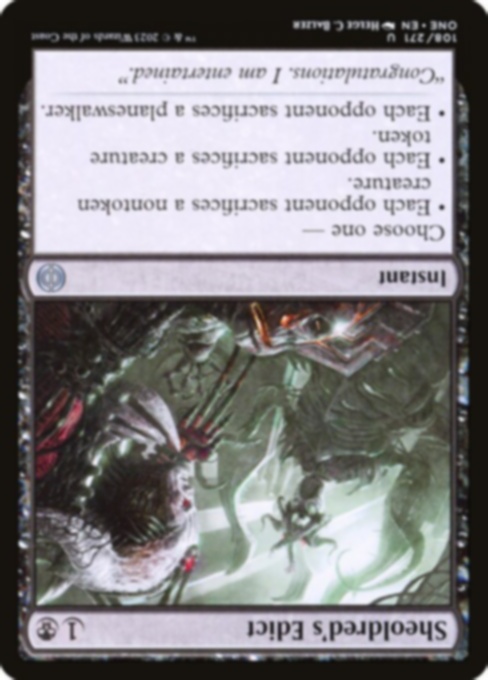 Sheoldred's Edict 1
Instant
Choose one —
• Each opponent sacrifices a nontoken
creature.
• Each opponent sacrifices a creature
token.
• Each opponent sacrifices a planeswalker.
"Congratulations. I am entertained."
108/271 U
ONE • EN HELGE C. BALZER
™ & © 2023 Wizards of the Coast